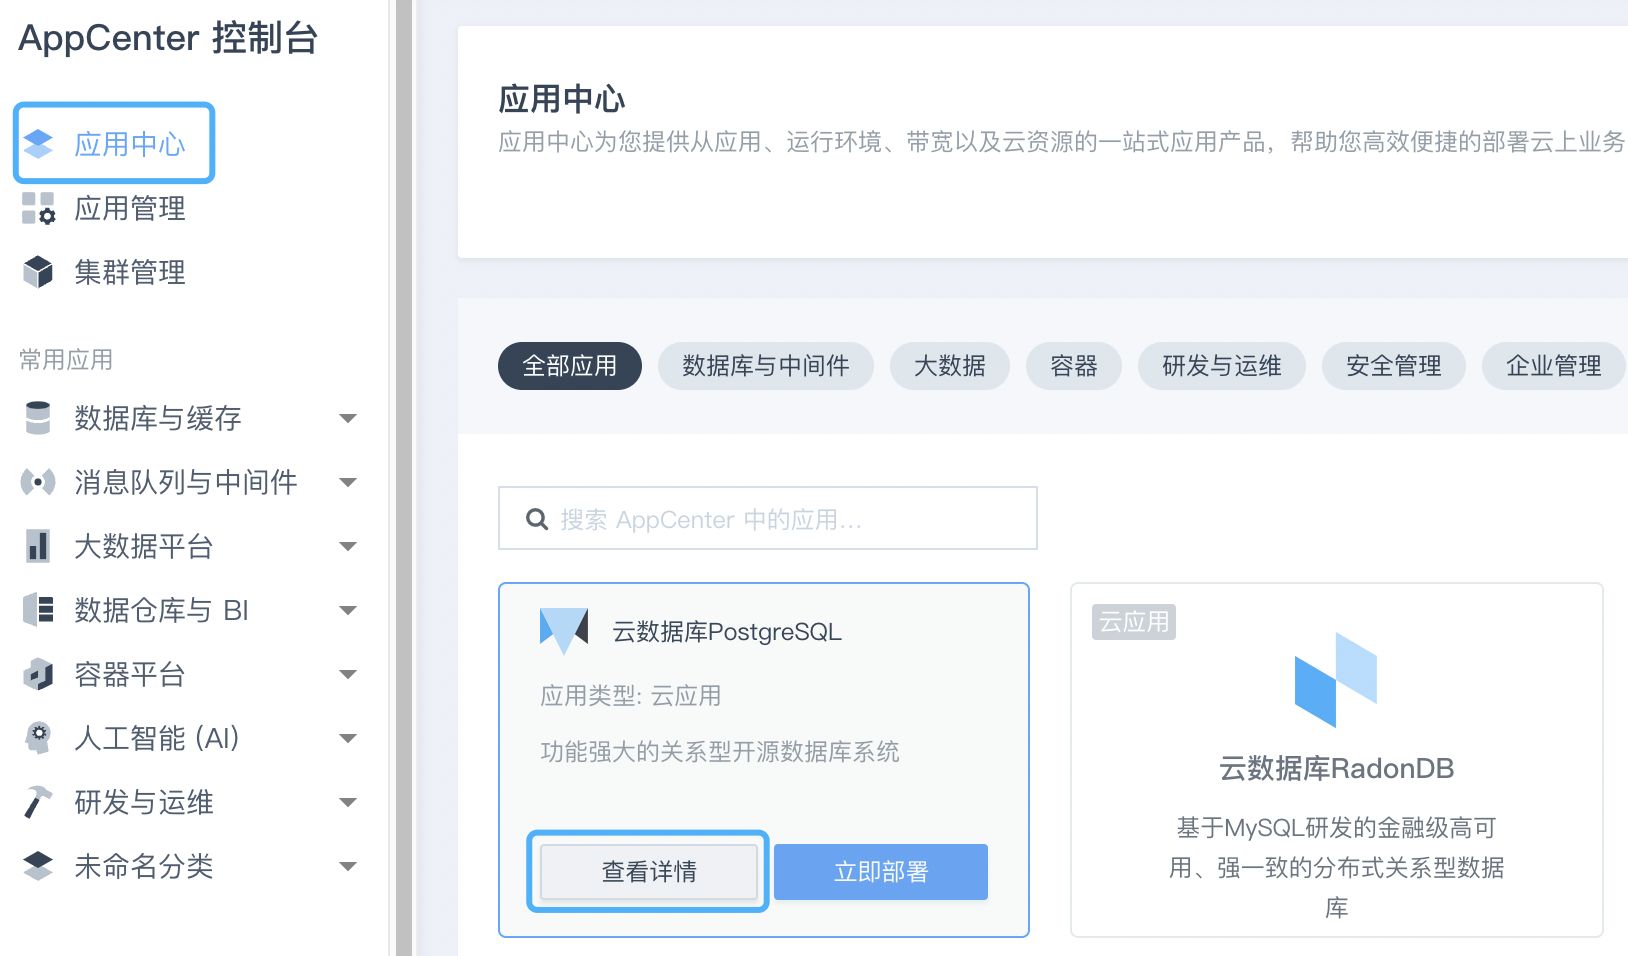 AppCenter 控制台
应用中心
应用管理
集群管理
常用应用
数据库与缓存
消息队列与中间件
大数据平台
数据仓库与 BI
容器平台
人工智能 (AI)
研发与运维
未命名分类
应用中心
应用中心为您提供从应用、运行环境、带宽以及云资源的一站式应用产品，帮助您高效便捷的部署云上业务
全部应用 数据库与中间件 大数据 容器 研发与运维 安全管理 企业管理
搜索 AppCenter 中的应用...
云数据库PostgreSQL
应用类型: 云应用
功能强大的关系型开源数据库系统
查看详情 立即部署
云应用
云数据库RadonDB
基于MySQL研发的金融级高可
用、强一致的分布式关系型数据
库